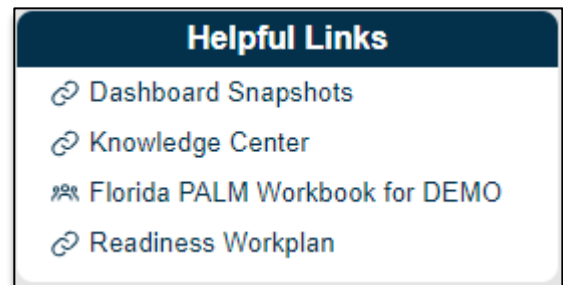 Helpful Links
Dashboard Snapshots
Knowledge Center
Florida PALM Workbook for DEMO
Readiness Workplan